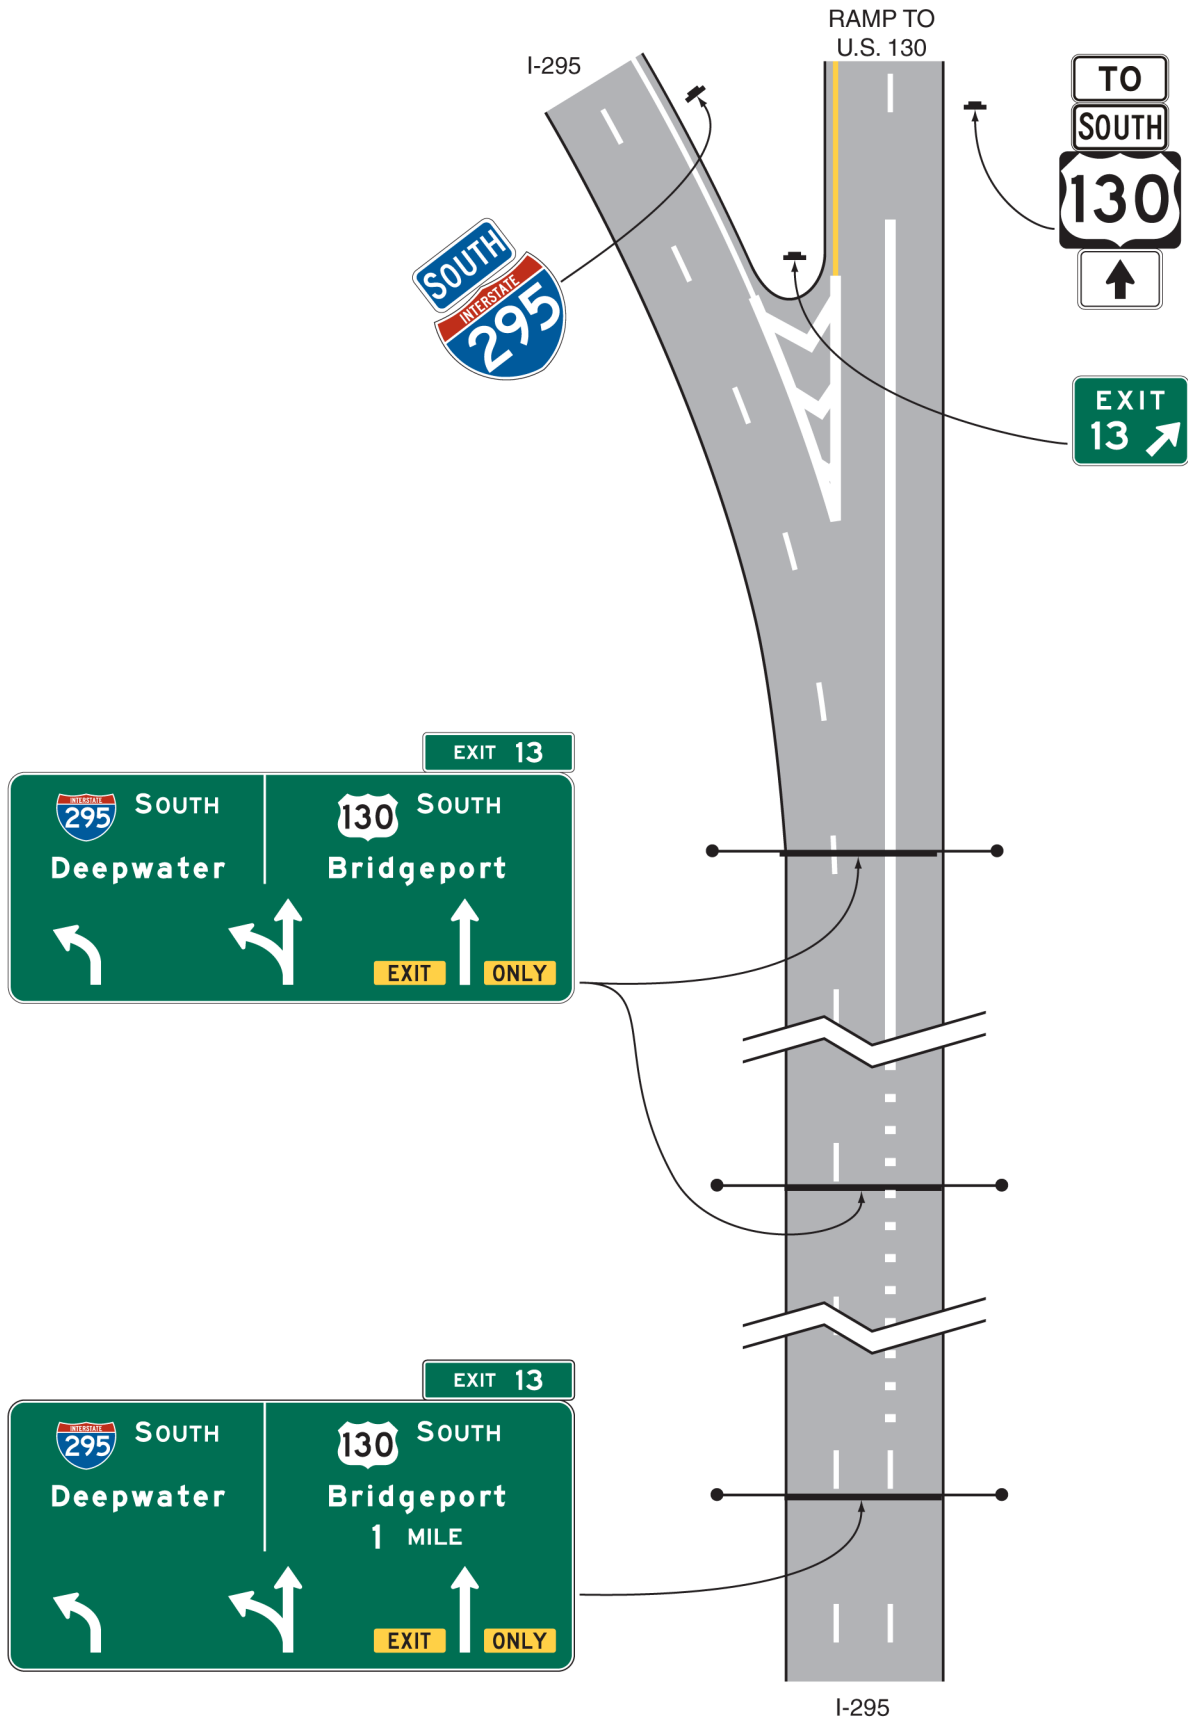 RAMP TO
U.S. 130
I-295
TO
SOUTH
130
SOUTH
INTERSTATE
295
EXIT
13
EXIT 13
INTERSTATE
295
SOUTH
130
SOUTH
Deepwater
Bridgeport
EXIT
ONLY
EXIT 13
INTERSTATE
295
SOUTH
130
SOUTH
Deepwater
Bridgeport
1 MILE
EXIT
ONLY
I-295